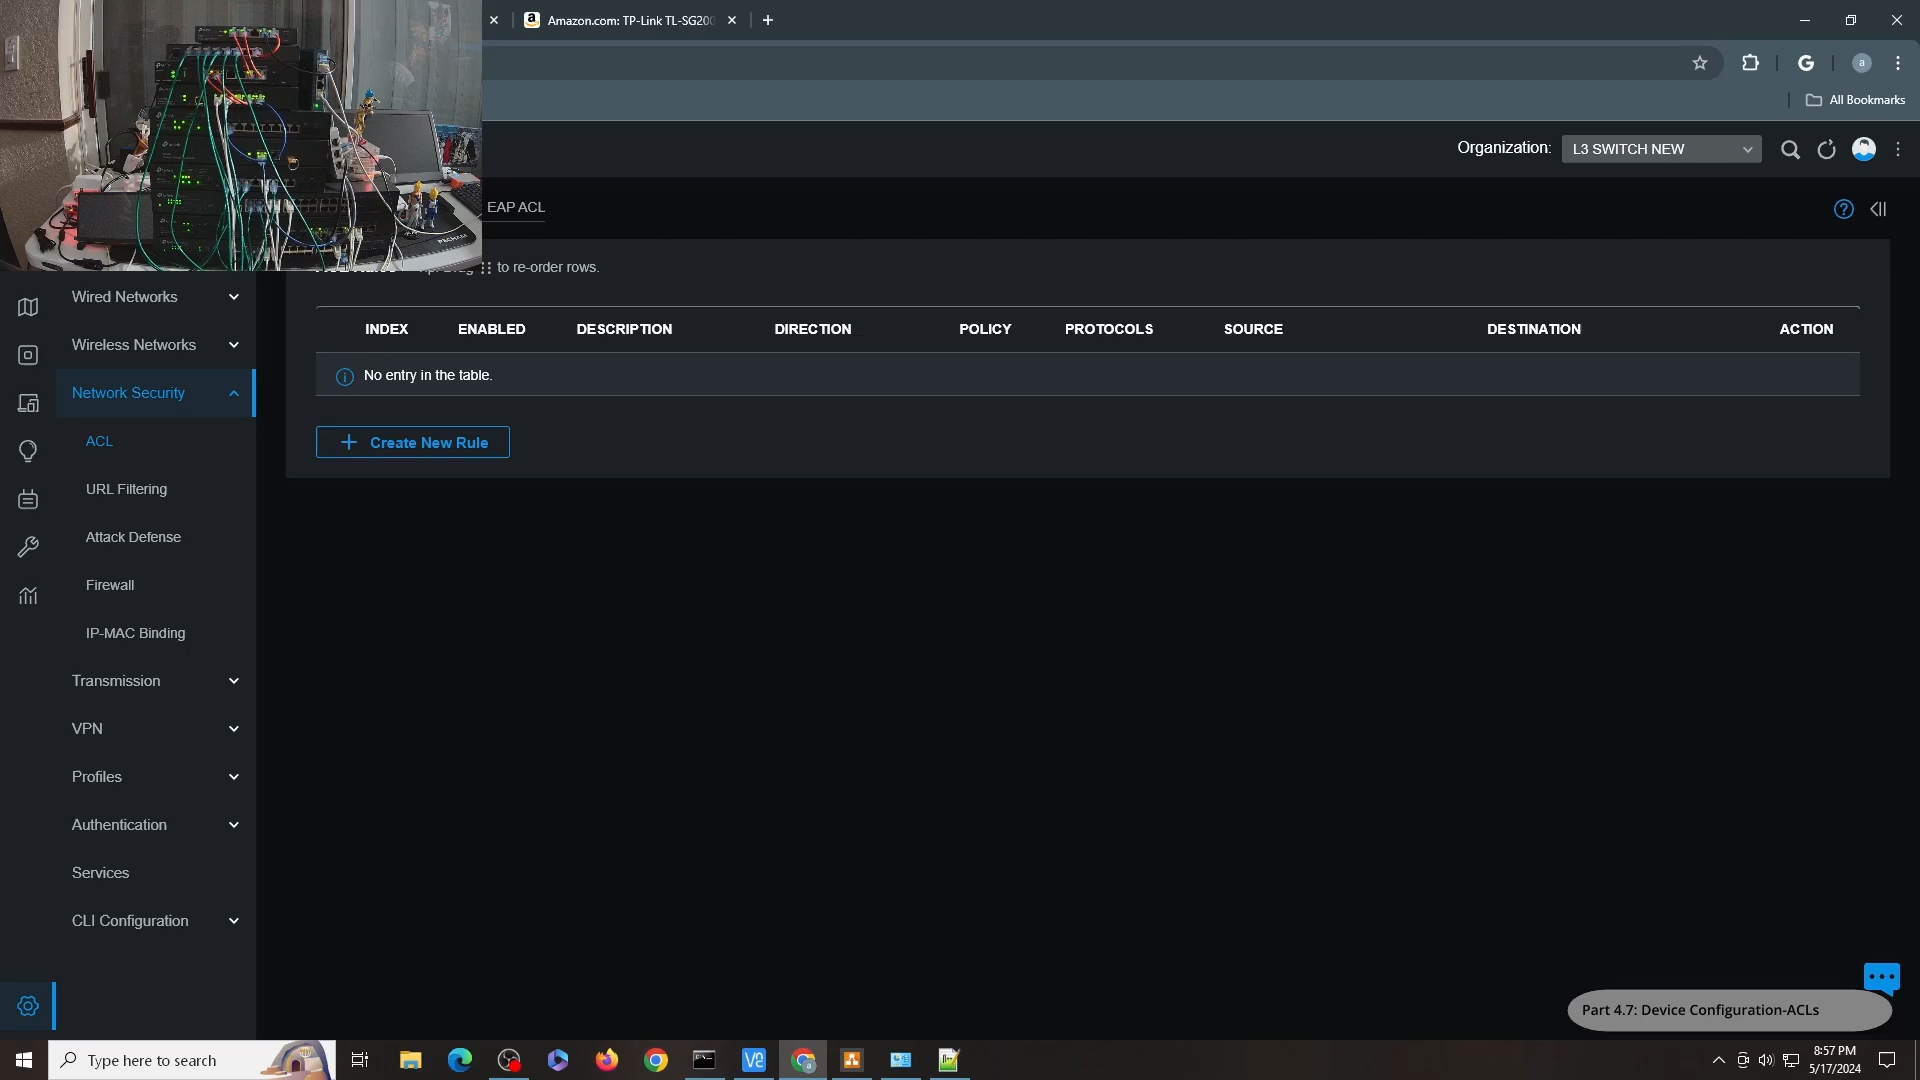 Amazon.com: TP-Link TL-SG200
All Bookmarks
Organization:
L3 SWITCH NEW
EAP ACL
to re-order rows.
Wired Networks
Wireless Networks
Network Security
ACL
URL Filtering
Attack Defense
Firewall
IP-MAC Binding
Transmission
VPN
Profiles
Authentication
Services
CLI Configuration
INDEX
ENABLED
DESCRIPTION
DIRECTION
POLICY
PROTOCOLS
SOURCE
DESTINATION
ACTION
No entry in the table.
Create New Rule
Part 4.7: Device Configuration-ACLs
Type here to search
8:57 PM
5/17/2024